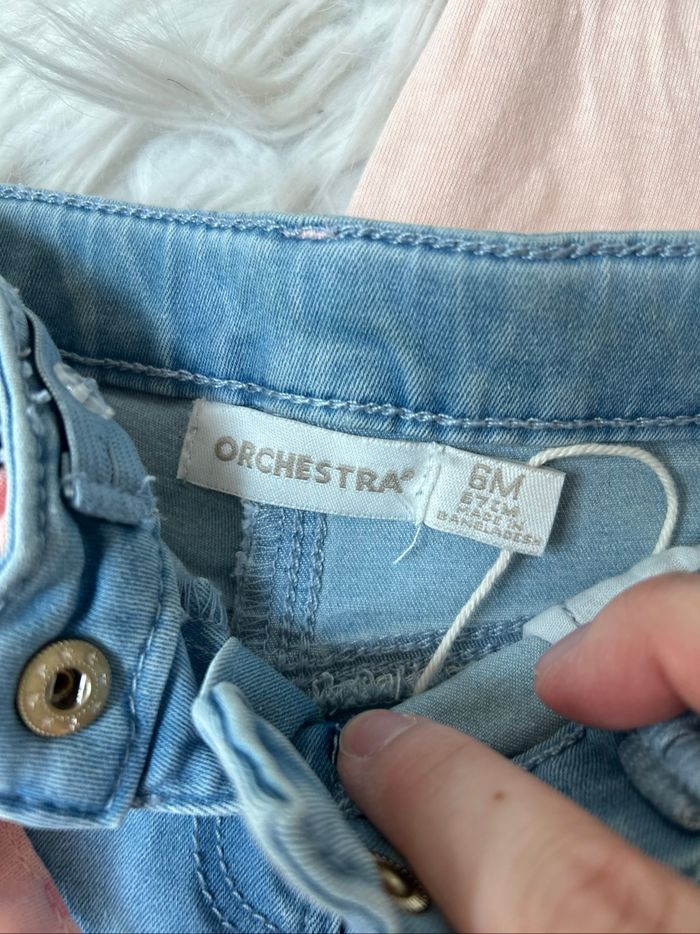 ORCHESTRA®
6M
67CM
MADE IN
BANGLADESH